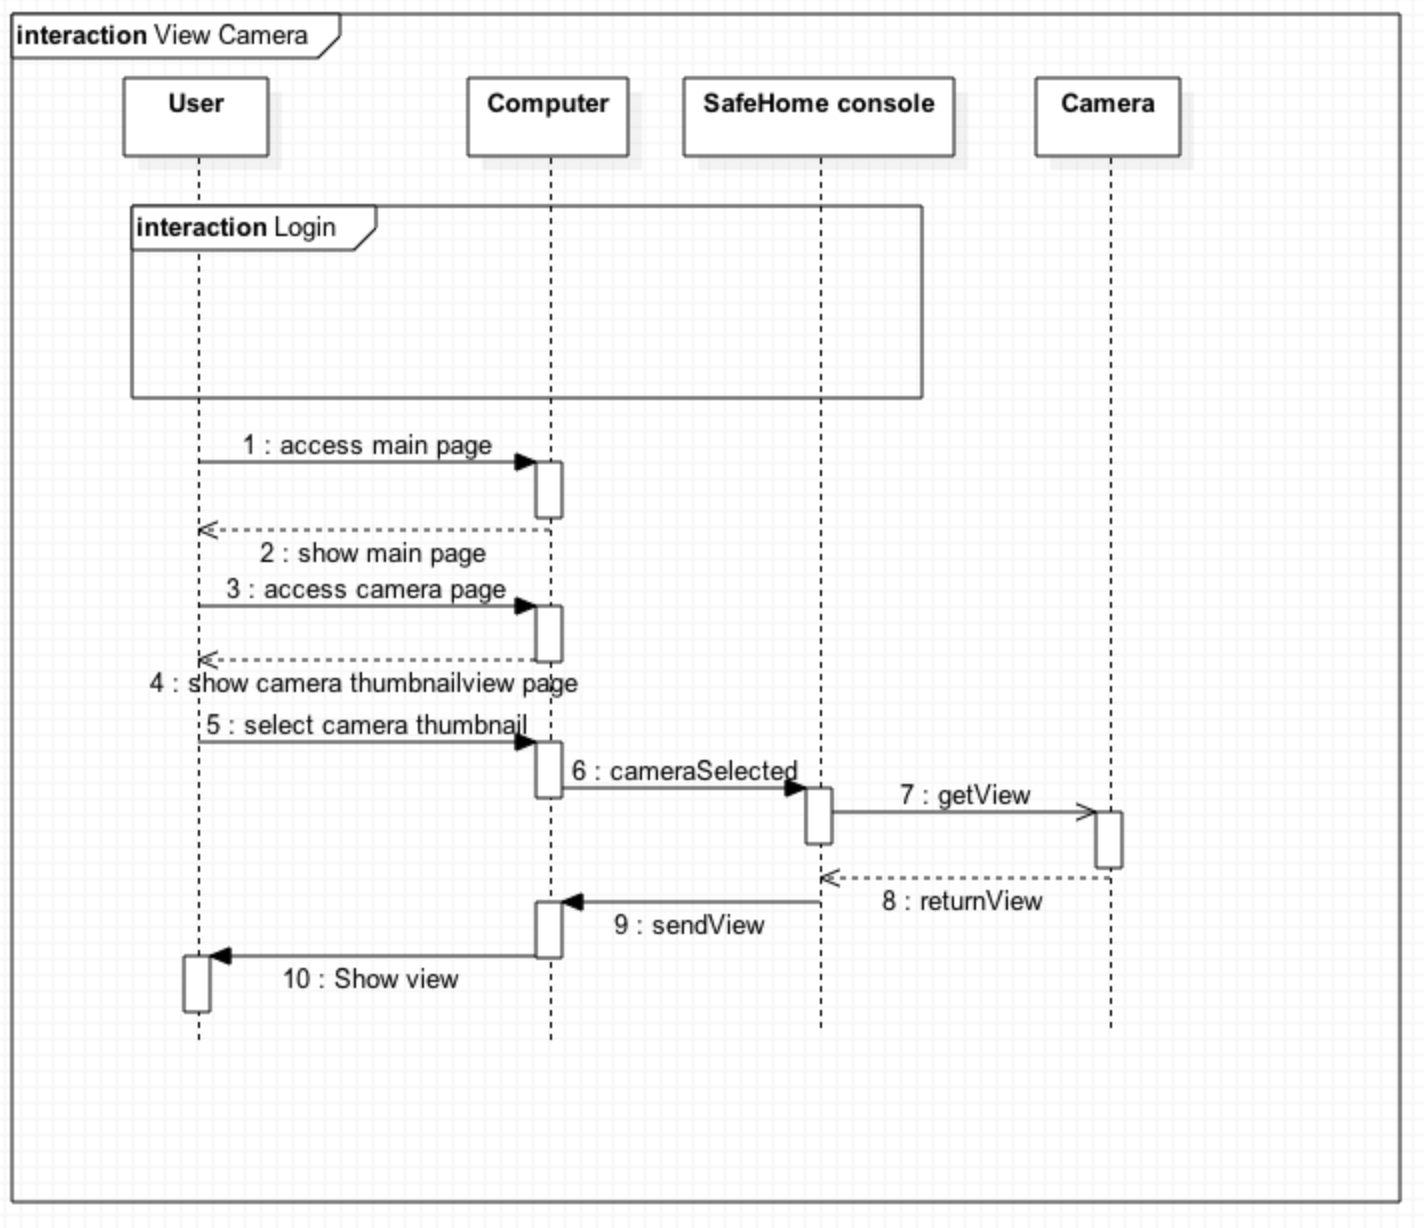 interaction View Camera
User
Computer
SafeHome console
Camera
interaction Login
1 : access main page
2 : show main page
3 : access camera page
4 : show camera thumbnailview page
5 : select camera thumbnail
6 : cameraSelected
7 : getView
8 : returnView
9 : sendView
10 : Show view